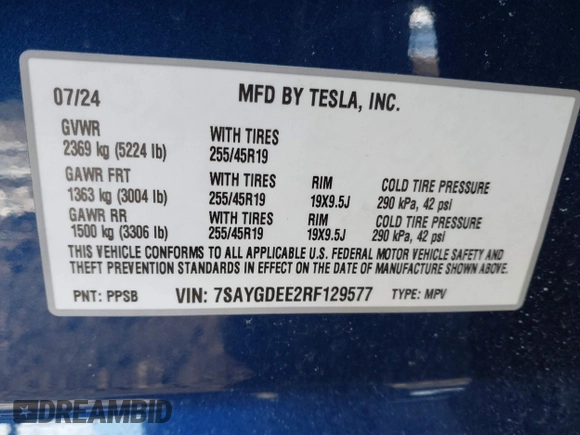 07/24 MFD BY TESLA, INC.
GVWR WITH TIRES
2369 kg (5224 lb) 255/45R19
GAWR FRT WITH TIRES RIM COLD TIRE PRESSURE
1363 kg (3004 lb) 255/45R19 19X9.5J 290 kPa, 42 psi
GAWR RR WITH TIRES RIM COLD TIRE PRESSURE
1500 kg (3306 lb) 255/45R19 19X9.5J 290 kPa, 42 psi
THIS VEHICLE CONFORMS TO ALL APPLICABLE U.S. FEDERAL MOTOR VEHICLE SAFETY AND
THEFT PREVENTION STANDARDS IN EFFECT ON THE DATE OF MANUFACTURE SHOWN ABOVE.
PNT: PPSB VIN: 7SAYGDEE2RF129577 TYPE: MPV
DREAMBID